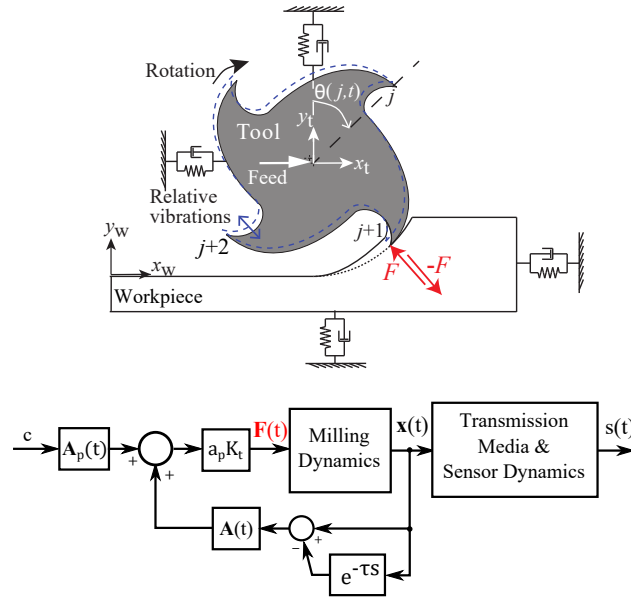 Rotation
θ(j,t)
j
Tool
y_t
x_t
Feed
Relative
vibrations
j+1
j+2
y_w
F
-F
x_w
Workpiece
c
A_p(t)
+
+
a_pK_t
F(t)
Milling
Dynamics
x(t)
Transmission
Media &
Sensor Dynamics
s(t)
A(t)
−
+
e^{-τs}